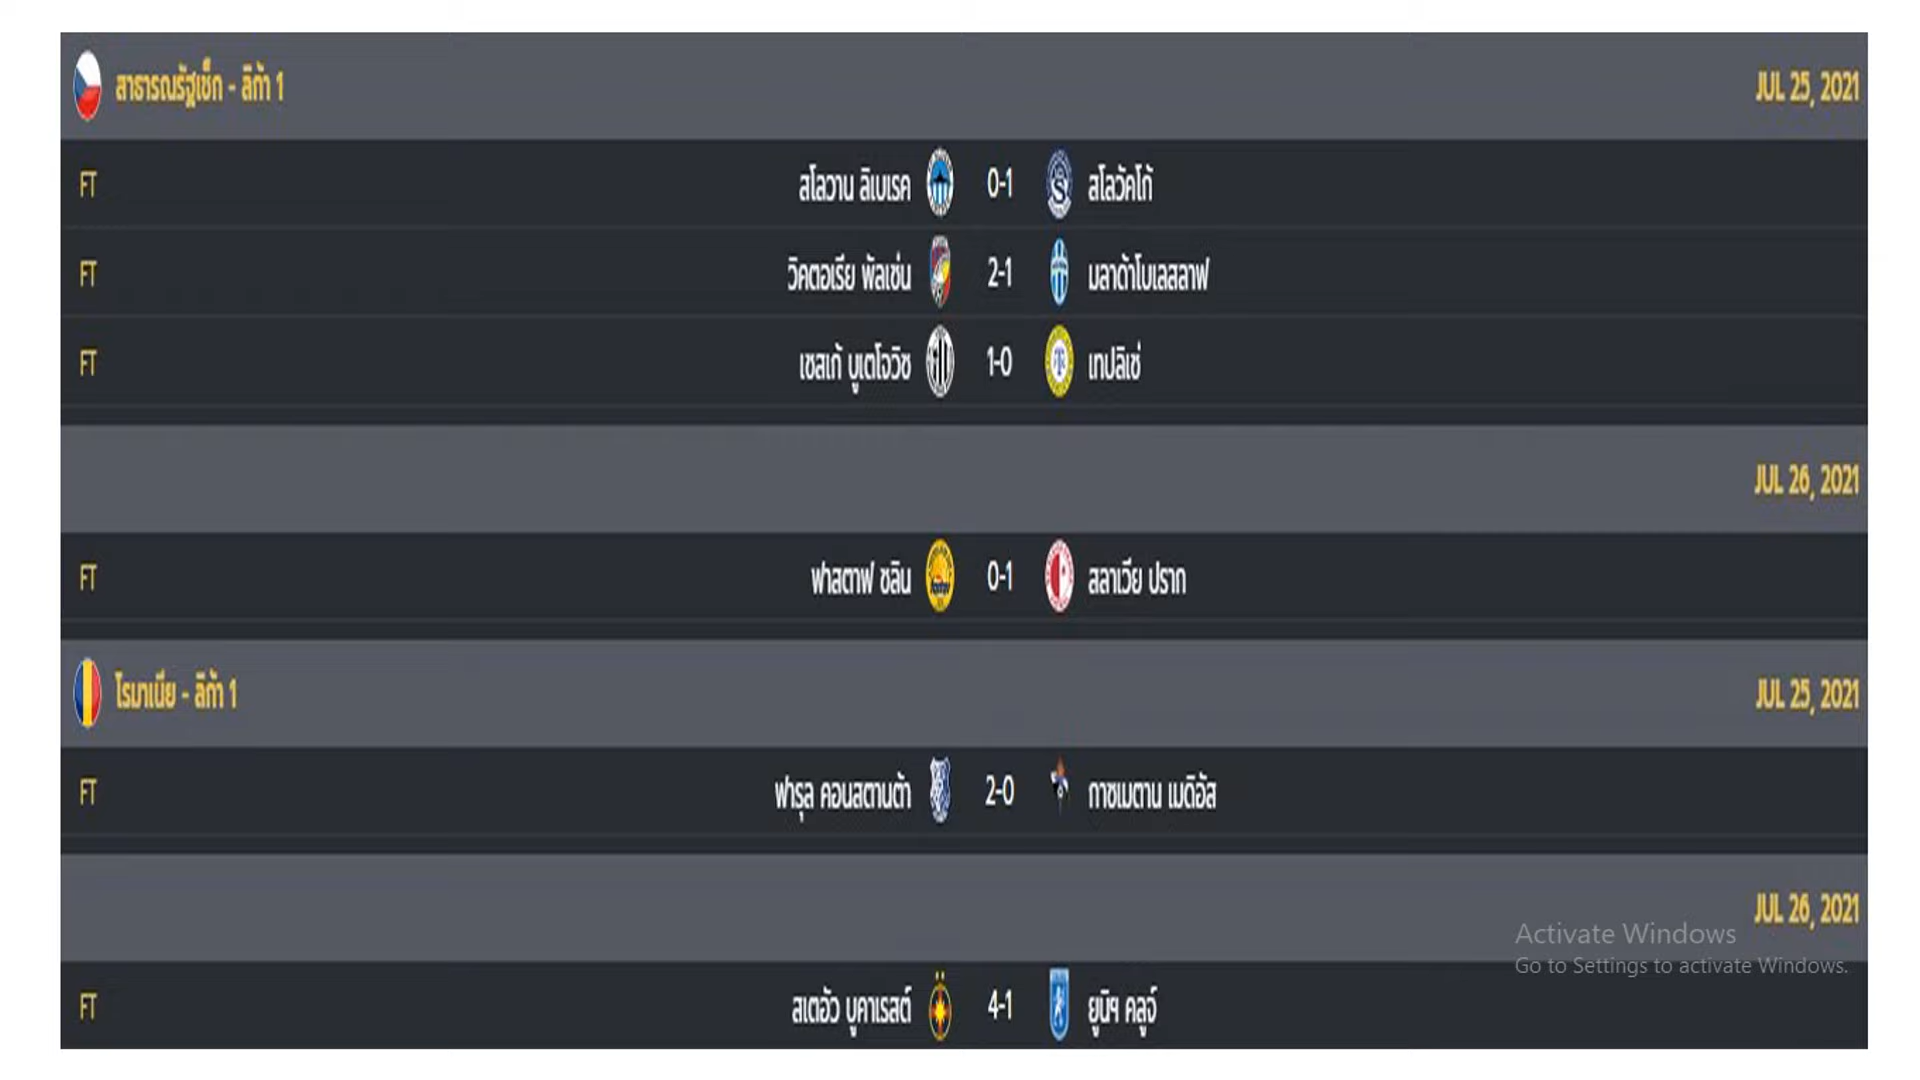 สาธารณรัฐเช็ก - ลีก้า 1 JUL 25, 2021
FT สโลวาน ลิเบเรค 0-1 สโลวัคโก้
FT วิคตอเรีย พัลเซ่น 2-1 มลาด้าโบเลสลาฟ
FT เชสเก้ บูเดโจวิช 1-0 เทปลิเซ่
JUL 26, 2021
FT ฟาสตาฟ ซลิน 0-1 สลาเวีย ปราก
โรมาเนีย - ลีก้า 1 JUL 25, 2021
FT ฟารุล คอนสตานต้า 2-0 กาซเมตาน เมดิอัส
JUL 26, 2021
Activate Windows
Go to Settings to activate Windows.
FT สเตอัว บูคาเรสต์ 4-1 ยูนิฯ คลูจ์